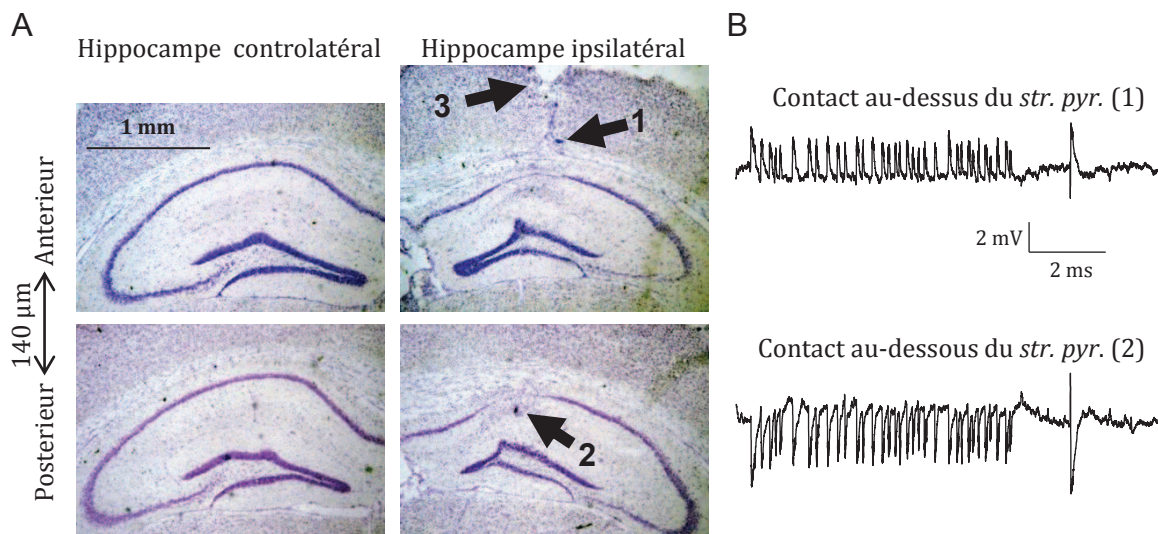 A
Hippocampe controlatéral
Hippocampe ipsilatéral
1 mm
3
1
2
Anterieur
140 µm
Posterieur
B
Contact au-dessus du str. pyr. (1)
2 mV
2 ms
Contact au-dessous du str. pyr. (2)